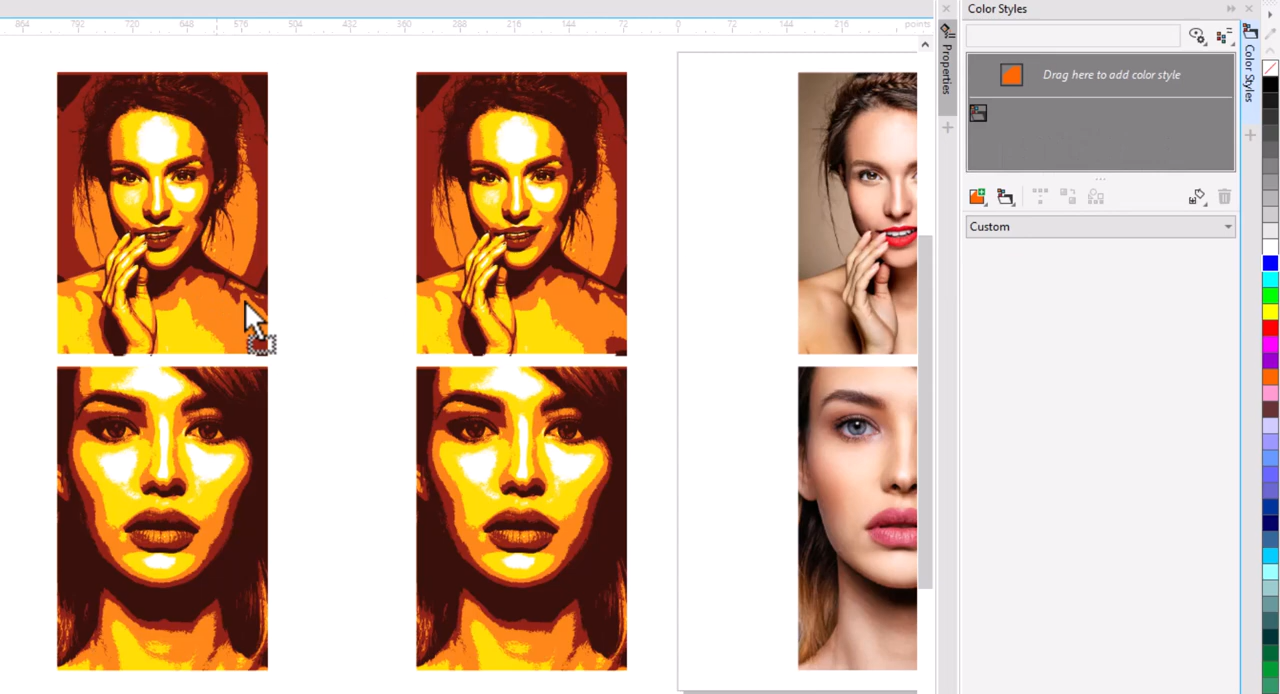 Color Styles
864 792 720 648 576 504 432 360 288 216 144 72 0 72 144 216 points
Properties
Color Styles
Drag here to add color style
Custom